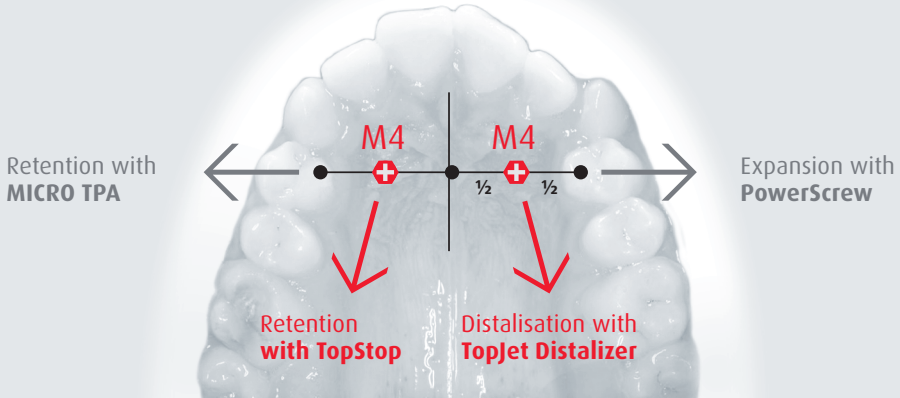 M4
M4
Retention with
MICRO TPA
½
½
Expansion with
PowerScrew
Retention
with TopStop
Distalisation with
TopJet Distalizer